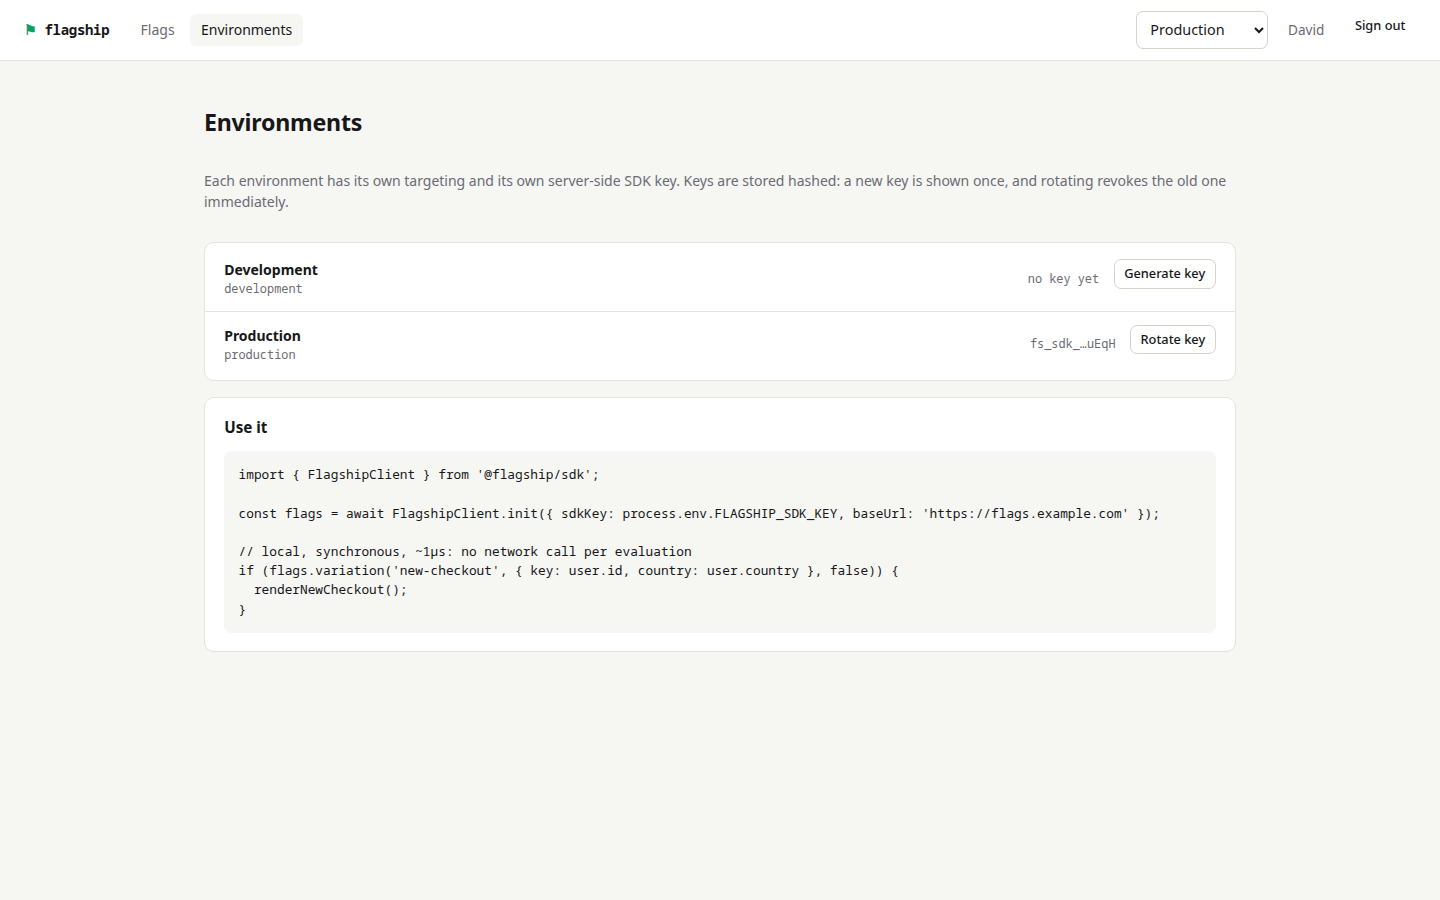 flagship Flags Environments Production David Sign out
Environments
Each environment has its own targeting and its own server-side SDK key. Keys are stored hashed: a new key is shown once, and rotating revokes the old one
immediately.
Development
development
no key yet Generate key
Production
production
fs_sdk_…uEqH Rotate key
Use it
import { FlagshipClient } from '@flagship/sdk';
const flags = await FlagshipClient.init({ sdkKey: process.env.FLAGSHIP_SDK_KEY, baseUrl: 'https://flags.example.com' });
// local, synchronous, ~1µs: no network call per evaluation
if (flags.variation('new-checkout', { key: user.id, country: user.country }, false)) {
  renderNewCheckout();
}